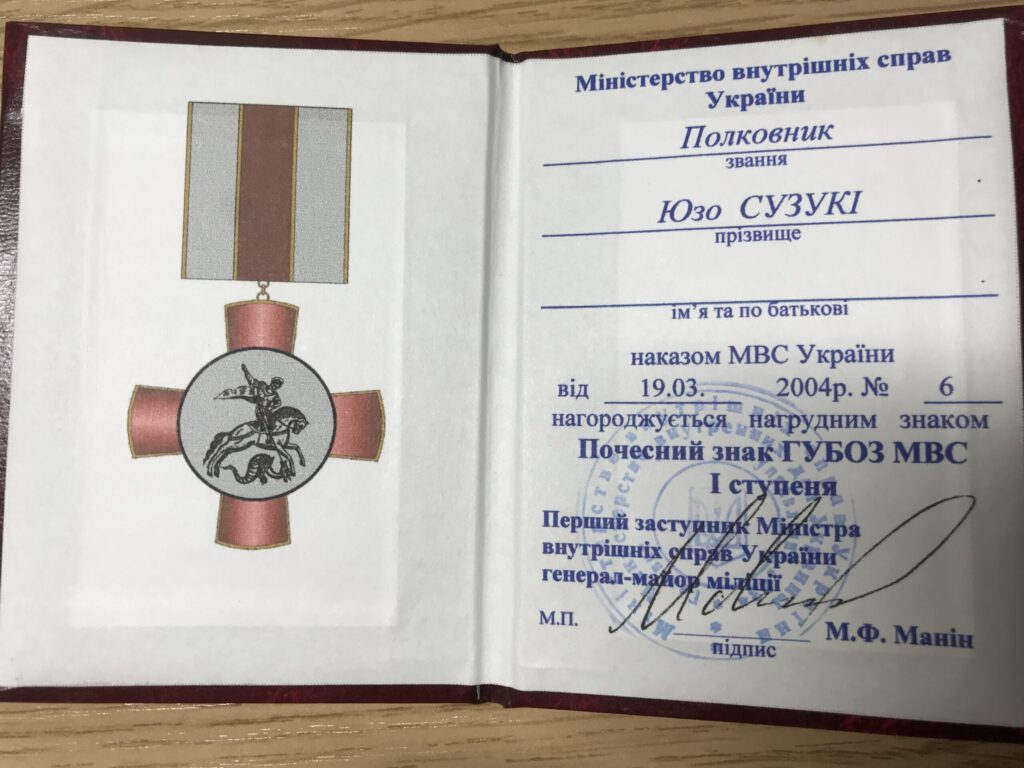 Міністерство внутрішніх справ
України
Полковник
звання
Юзо СУЗУКІ
прізвище
ім’я та по батькові
наказом МВС України
від 19.03. 2004р. № 6
нагороджується нагрудним знаком
Почесний знак ГУБОЗ МВС
І ступеня
Перший заступник Міністра
внутрішніх справ України
генерал-майор міліції
М.П.
М.Ф. Манін
підпис